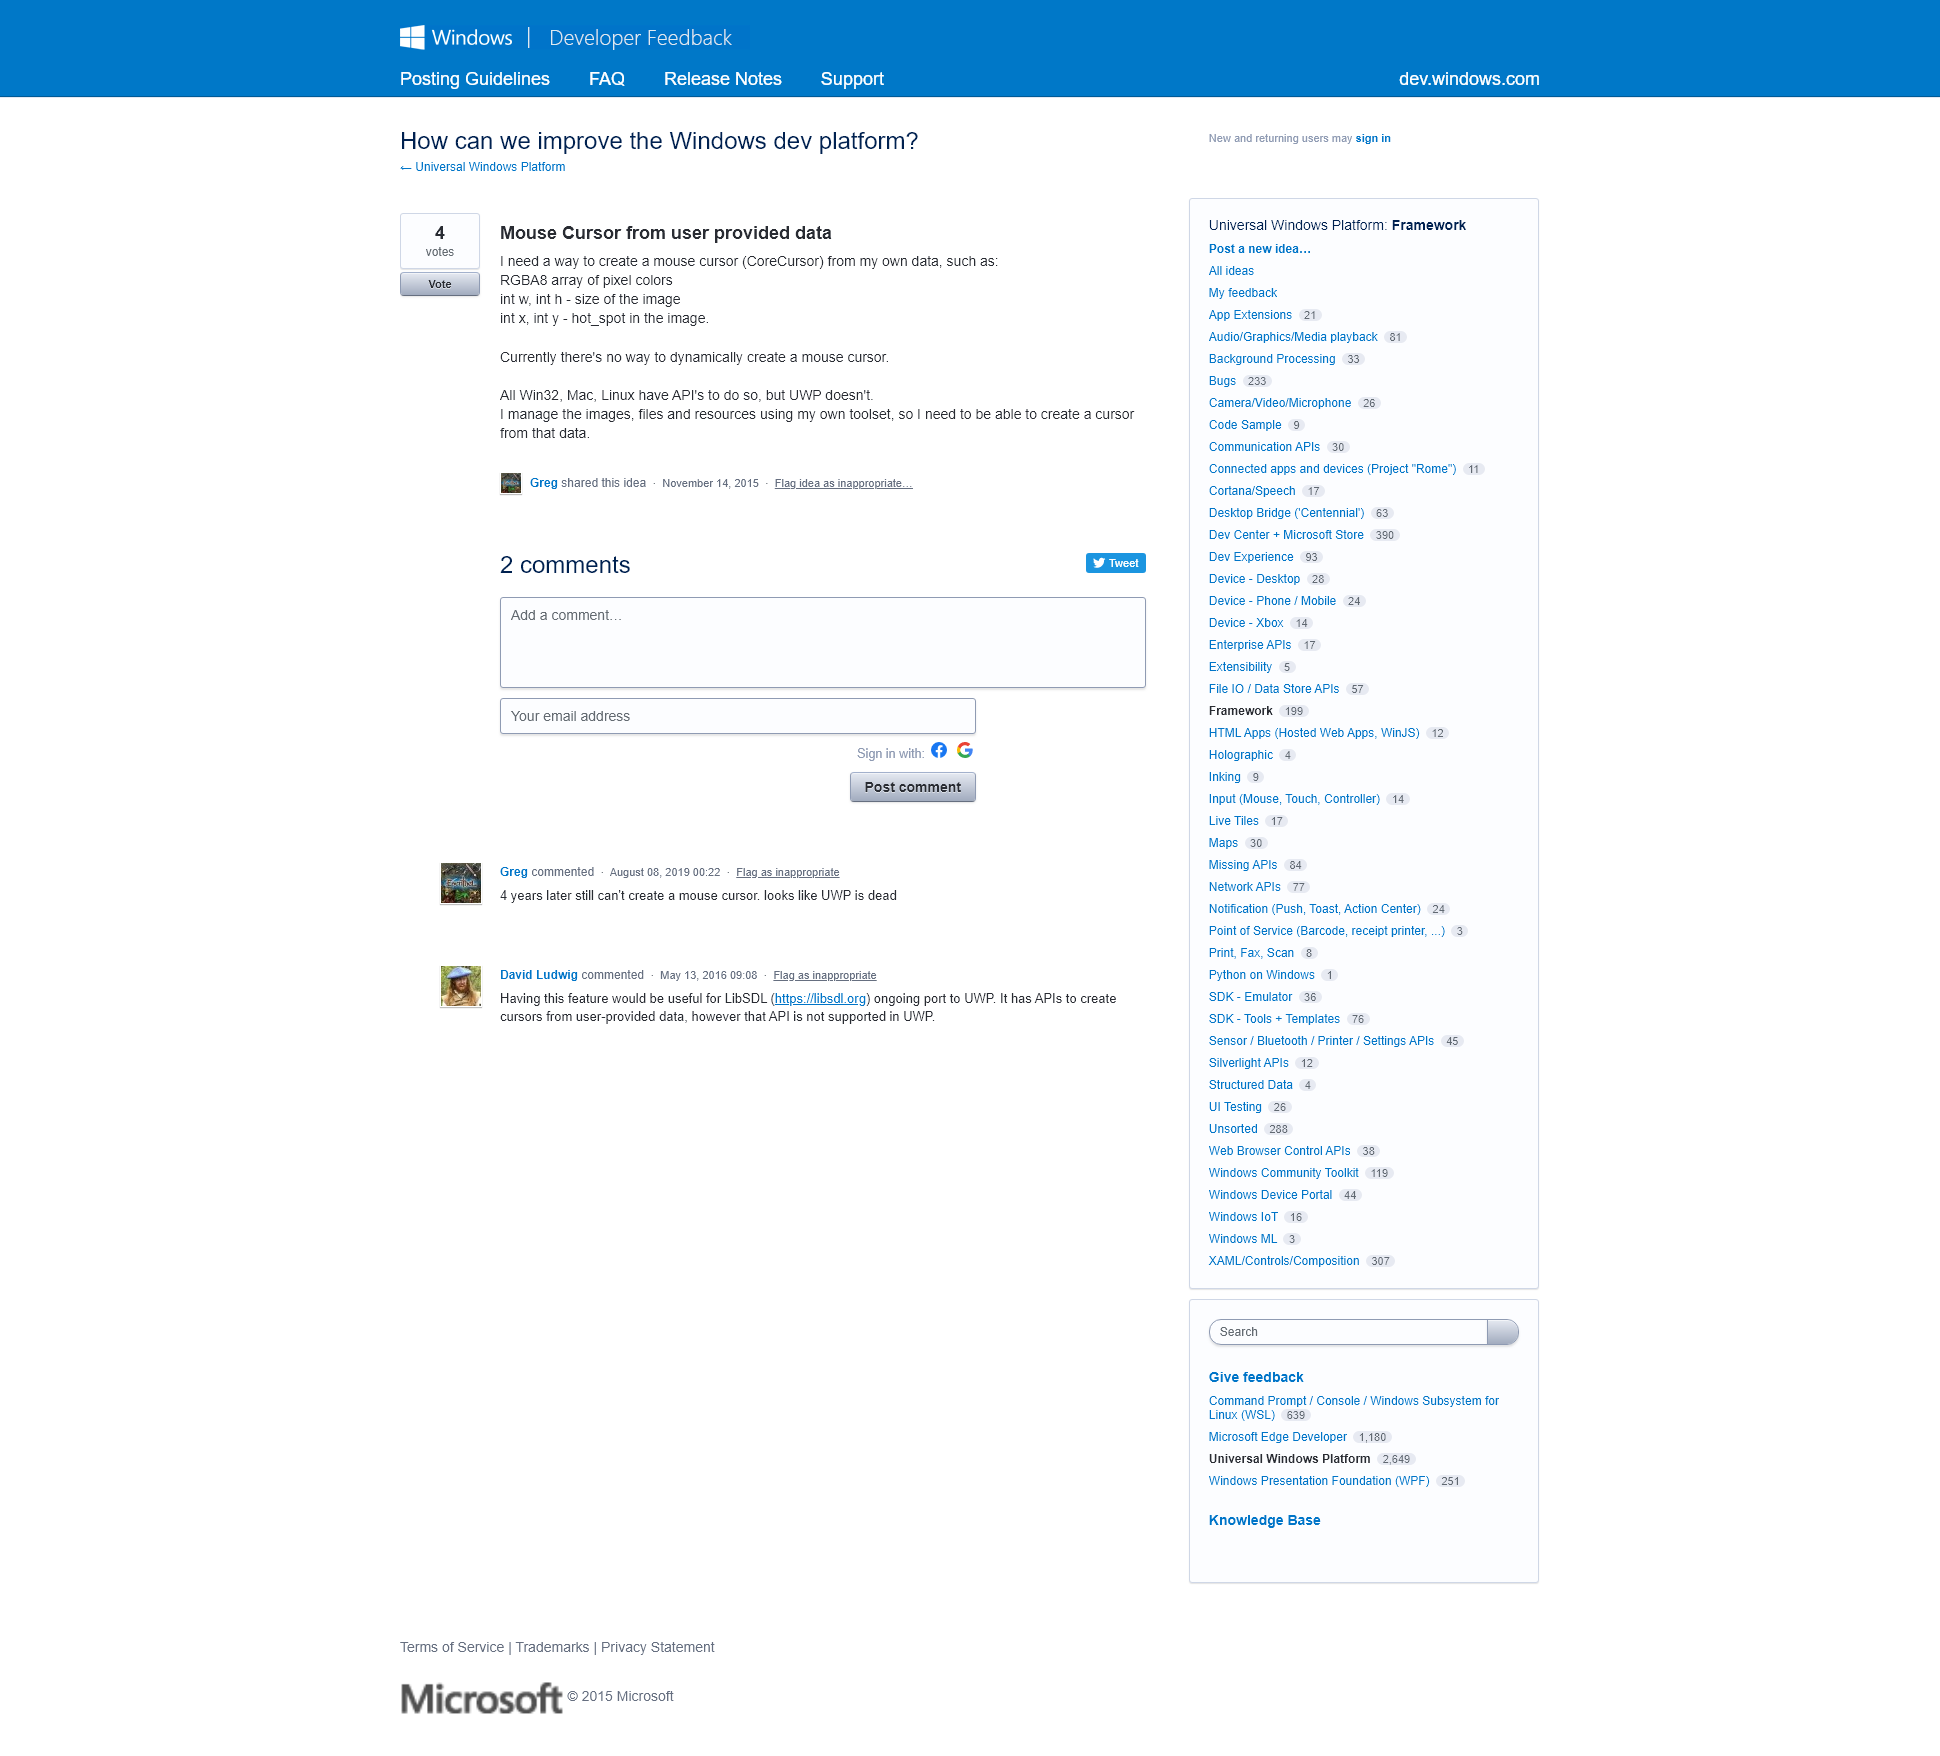 Windows | Developer Feedback
Posting Guidelines FAQ Release Notes Support dev.windows.com
How can we improve the Windows dev platform?
← Universal Windows Platform
New and returning users may sign in
4
votes
Vote
Mouse Cursor from user provided data
I need a way to create a mouse cursor (CoreCursor) from my own data, such as:
RGBA8 array of pixel colors
int w, int h - size of the image
int x, int y - hot_spot in the image.
Currently there's no way to dynamically create a mouse cursor.
All Win32, Mac, Linux have API's to do so, but UWP doesn't.
I manage the images, files and resources using my own toolset, so I need to be able to create a cursor
from that data.
Greg shared this idea · November 14, 2015 · Flag idea as inappropriate…
2 comments
Tweet
Add a comment…
Your email address
Sign in with:
Post comment
Greg commented · August 08, 2019 00:22 · Flag as inappropriate
4 years later still can't create a mouse cursor. looks like UWP is dead
David Ludwig commented · May 13, 2016 09:08 · Flag as inappropriate
Having this feature would be useful for LibSDL (https://libsdl.org) ongoing port to UWP. It has APIs to create
cursors from user-provided data, however that API is not supported in UWP.
Universal Windows Platform: Framework
Post a new idea…
All ideas
My feedback
App Extensions 21
Audio/Graphics/Media playback 81
Background Processing 33
Bugs 233
Camera/Video/Microphone 26
Code Sample 9
Communication APIs 30
Connected apps and devices (Project "Rome") 11
Cortana/Speech 17
Desktop Bridge ('Centennial') 63
Dev Center + Microsoft Store 390
Dev Experience 93
Device - Desktop 28
Device - Phone / Mobile 24
Device - Xbox 14
Enterprise APIs 17
Extensibility 5
File IO / Data Store APIs 57
Framework 199
HTML Apps (Hosted Web Apps, WinJS) 12
Holographic 4
Inking 9
Input (Mouse, Touch, Controller) 14
Live Tiles 17
Maps 30
Missing APIs 84
Network APIs 77
Notification (Push, Toast, Action Center) 24
Point of Service (Barcode, receipt printer, ...) 3
Print, Fax, Scan 8
Python on Windows 1
SDK - Emulator 36
SDK - Tools + Templates 76
Sensor / Bluetooth / Printer / Settings APIs 45
Silverlight APIs 12
Structured Data 4
UI Testing 26
Unsorted 288
Web Browser Control APIs 38
Windows Community Toolkit 119
Windows Device Portal 44
Windows IoT 16
Windows ML 3
XAML/Controls/Composition 307
Search
Give feedback
Command Prompt / Console / Windows Subsystem for
Linux (WSL) 639
Microsoft Edge Developer 1,180
Universal Windows Platform 2,649
Windows Presentation Foundation (WPF) 251
Knowledge Base
Terms of Service | Trademarks | Privacy Statement
Microsoft © 2015 Microsoft